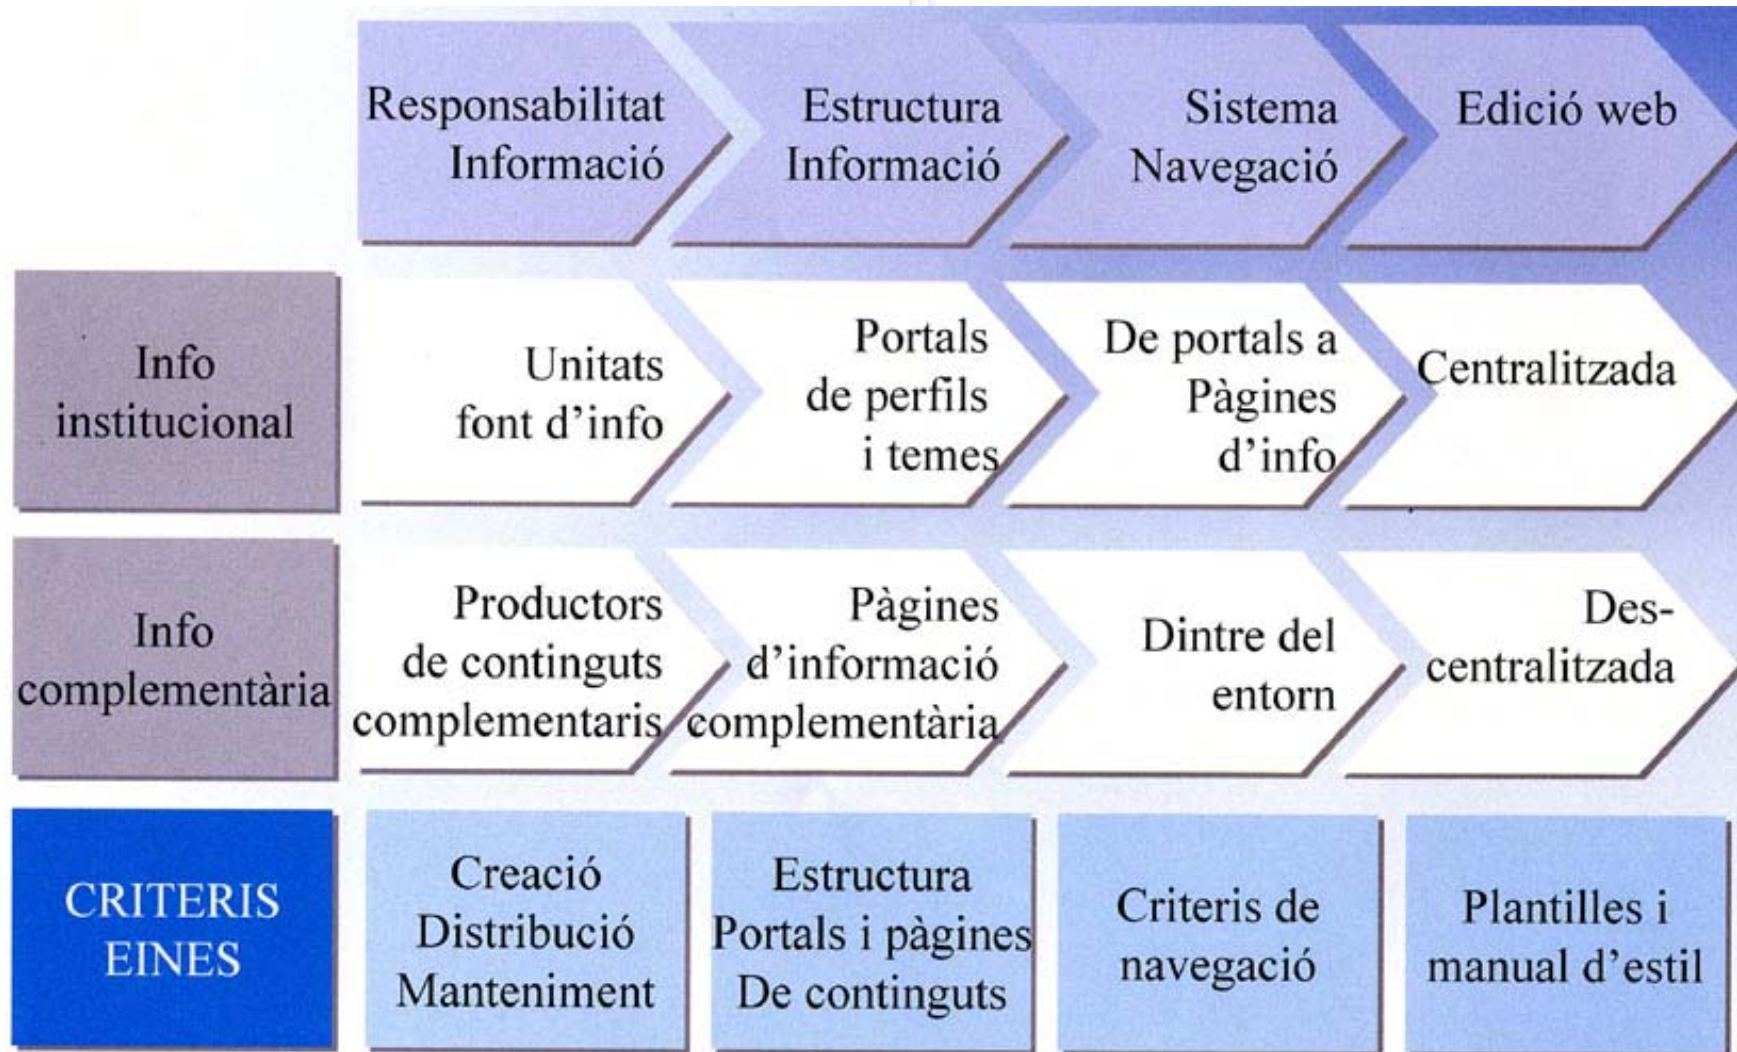 Responsabilitat
Informació
Estructura
Informació
Sistema
Navegació
Edició web
Info
institucional
Unitats
font d’info
Portals
de perfils
i temes
De portals a
Pàgines
d’info
Centralitzada
Info
complementària
Productors
de continguts
complementaris
Pàgines
d’informació
complementària
Dintre del
entorn
Des-
centralitzada
CRITERIS
EINES
Creació
Distribució
Manteniment
Estructura
Portals i pàgines
De continguts
Criteris de
navegació
Plantilles i
manual d’estil